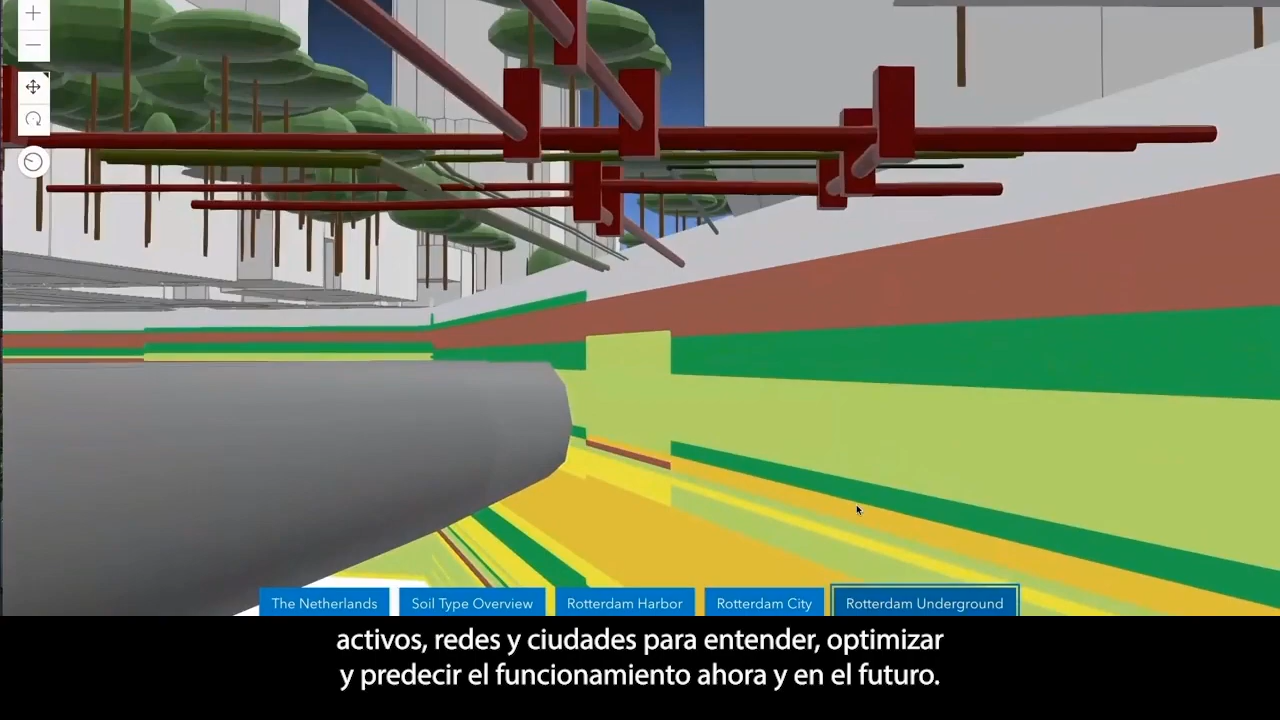 The Netherlands
Soil Type Overview
Rotterdam Harbor
Rotterdam City
Rotterdam Underground
activos, redes y ciudades para entender, optimizar
y predecir el funcionamiento ahora y en el futuro.